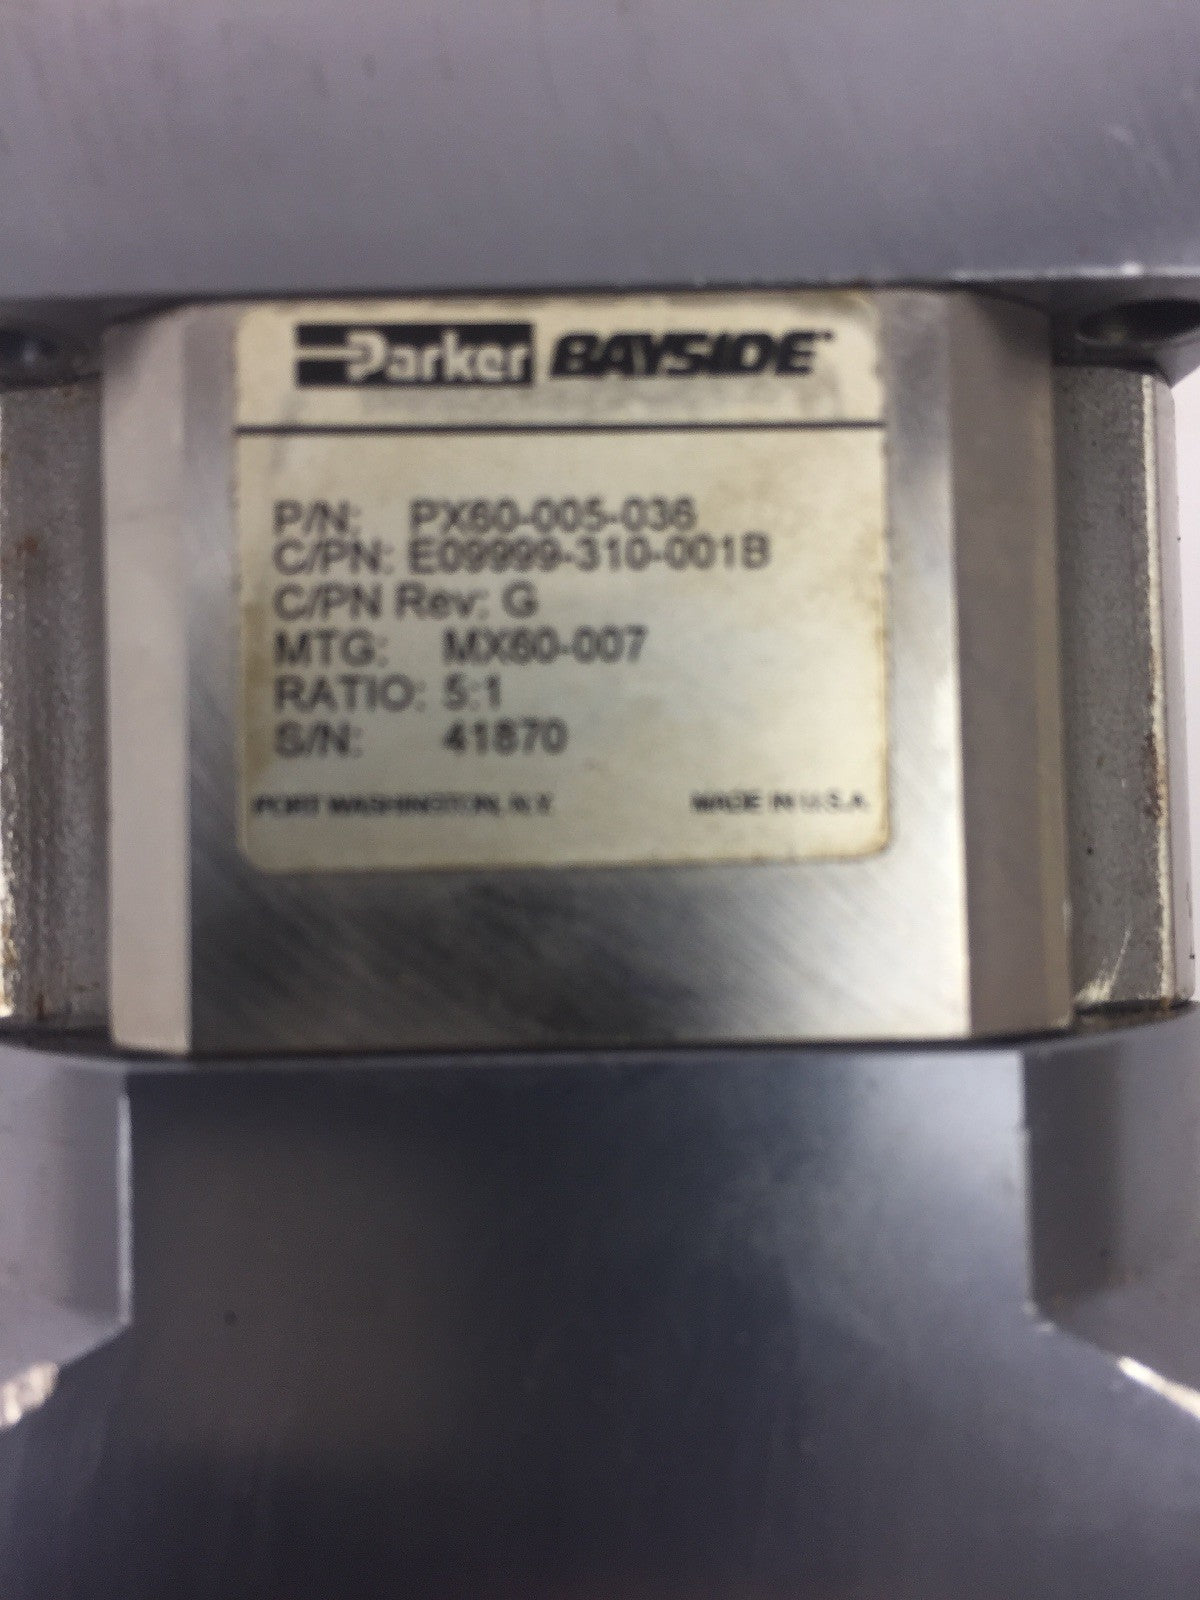 Parker BAYSIDE™
P/N: PX60-005-036
C/PN: E09999-310-001B
C/PN Rev: G
MTG: MX60-007
RATIO: 5:1
S/N: 41870
PORT WASHINGTON, N.Y. MADE IN U.S.A.